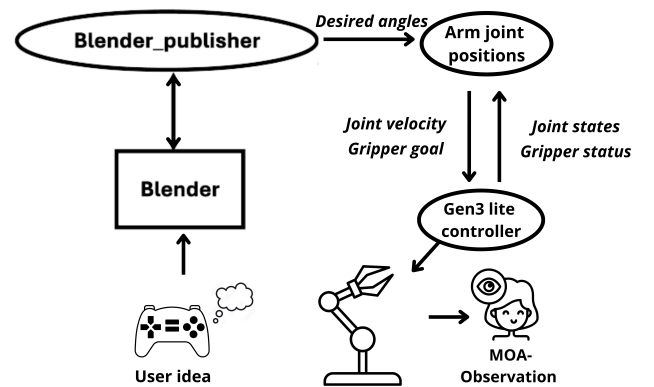 Desired angles
Blender_publisher
Arm joint
positions
Joint velocity
Gripper goal
Joint states
Gripper status
Blender
Gen3 lite
controller
User idea
MOA-
Observation